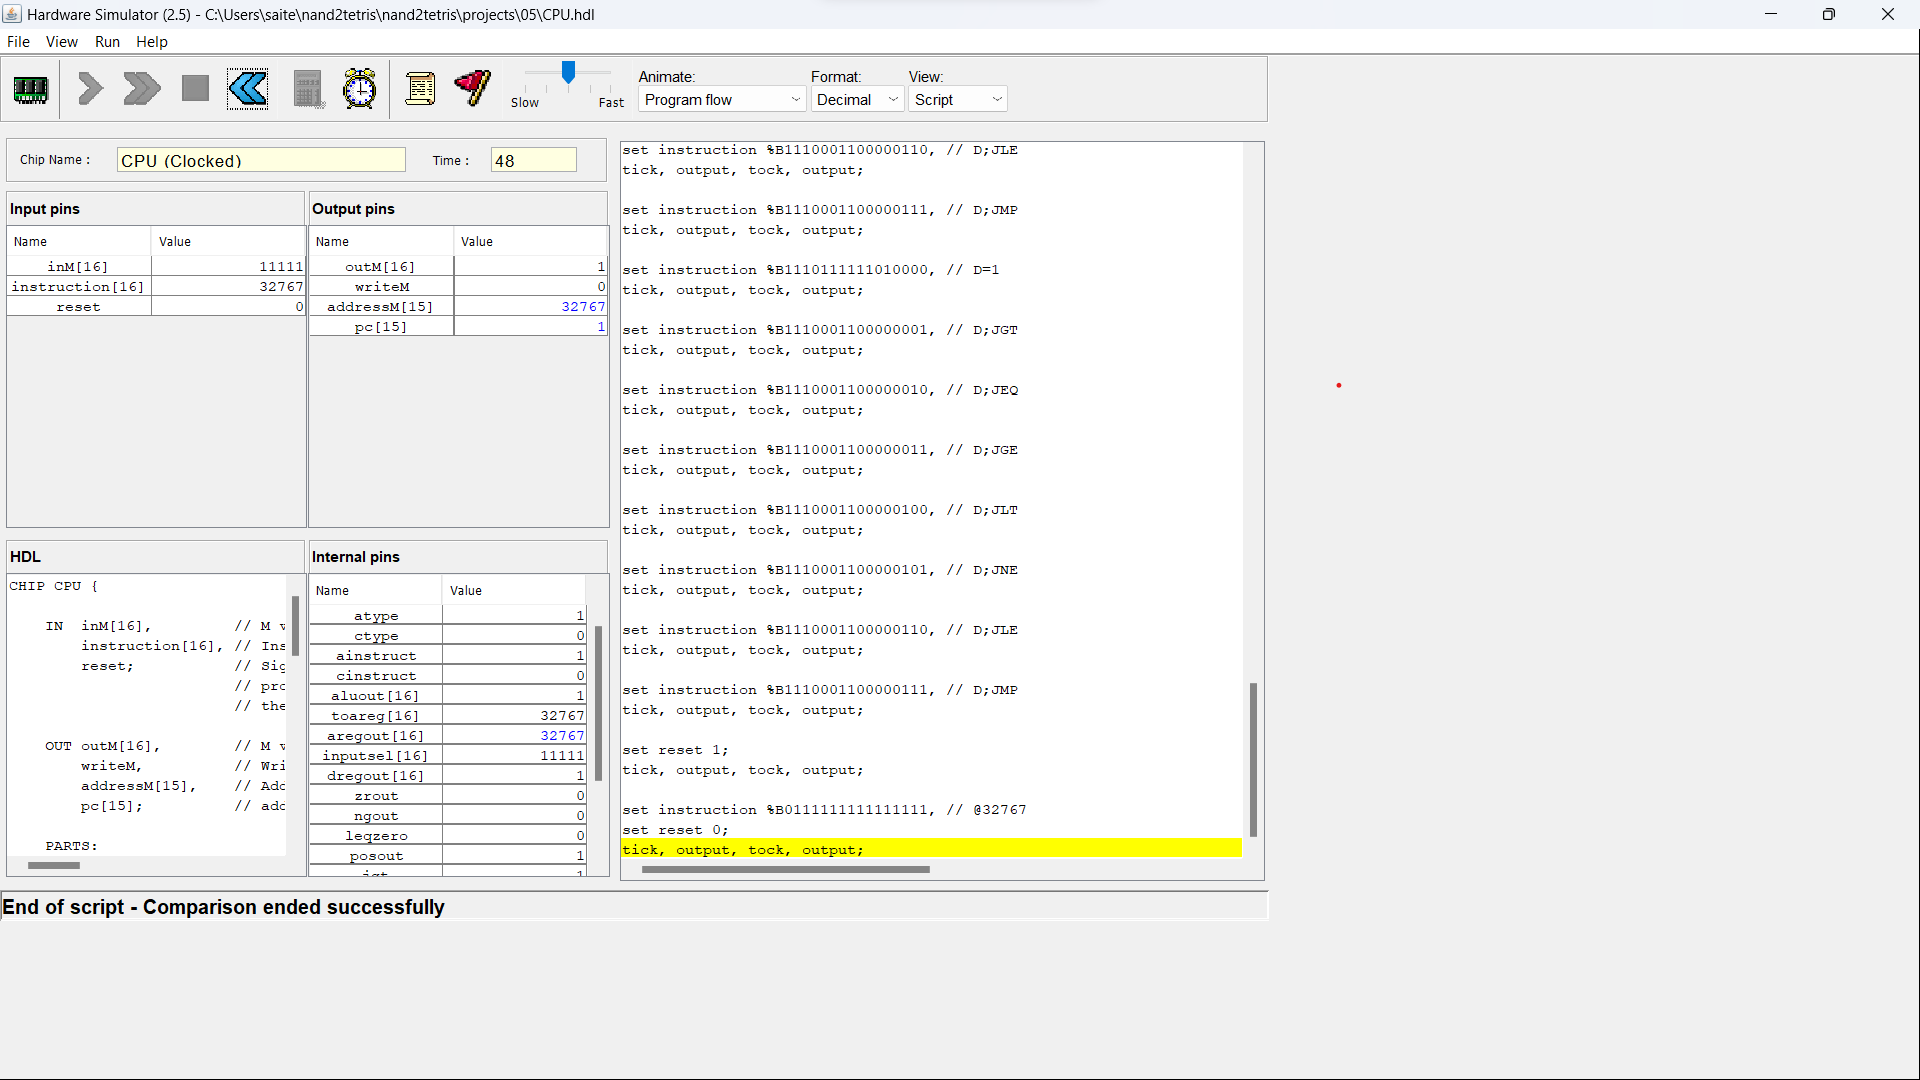 Hardware Simulator (2.5) - C:\Users\saite\nand2tetris\nand2tetris\projects\05\CPU.hdl
File View Run Help
Slow Fast
Animate: Format: View:
Program flow Decimal Script
Chip Name : CPU (Clocked) Time : 48
Input pins
Name Value
inM[16] 11111
instruction[16] 32767
reset 0
Output pins
Name Value
outM[16] 1
writeM 0
addressM[15] 32767
pc[15] 1
HDL
CHIP CPU {
IN inM[16], // M v
instruction[16], // Ins
reset; // Sig
// pro
// the
OUT outM[16], // M v
writeM, // Wri
addressM[15], // Add
pc[15]; // add
PARTS:
Internal pins
Name Value
atype 1
ctype 0
ainstruct 1
cinstruct 0
aluout[16] 1
toareg[16] 32767
aregout[16] 32767
inputsel[16] 11111
dregout[16] 1
zrout 0
ngout 0
leqzero 0
posout 1
jgt 1
set instruction %B1110001100000110, // D;JLE
tick, output, tock, output;
set instruction %B1110001100000111, // D;JMP
tick, output, tock, output;
set instruction %B1110111111010000, // D=1
tick, output, tock, output;
set instruction %B1110001100000001, // D;JGT
tick, output, tock, output;
set instruction %B1110001100000010, // D;JEQ
tick, output, tock, output;
set instruction %B1110001100000011, // D;JGE
tick, output, tock, output;
set instruction %B1110001100000100, // D;JLT
tick, output, tock, output;
set instruction %B1110001100000101, // D;JNE
tick, output, tock, output;
set instruction %B1110001100000110, // D;JLE
tick, output, tock, output;
set instruction %B1110001100000111, // D;JMP
tick, output, tock, output;
set reset 1;
tick, output, tock, output;
set instruction %B0111111111111111, // @32767
set reset 0;
tick, output, tock, output;
End of script - Comparison ended successfully